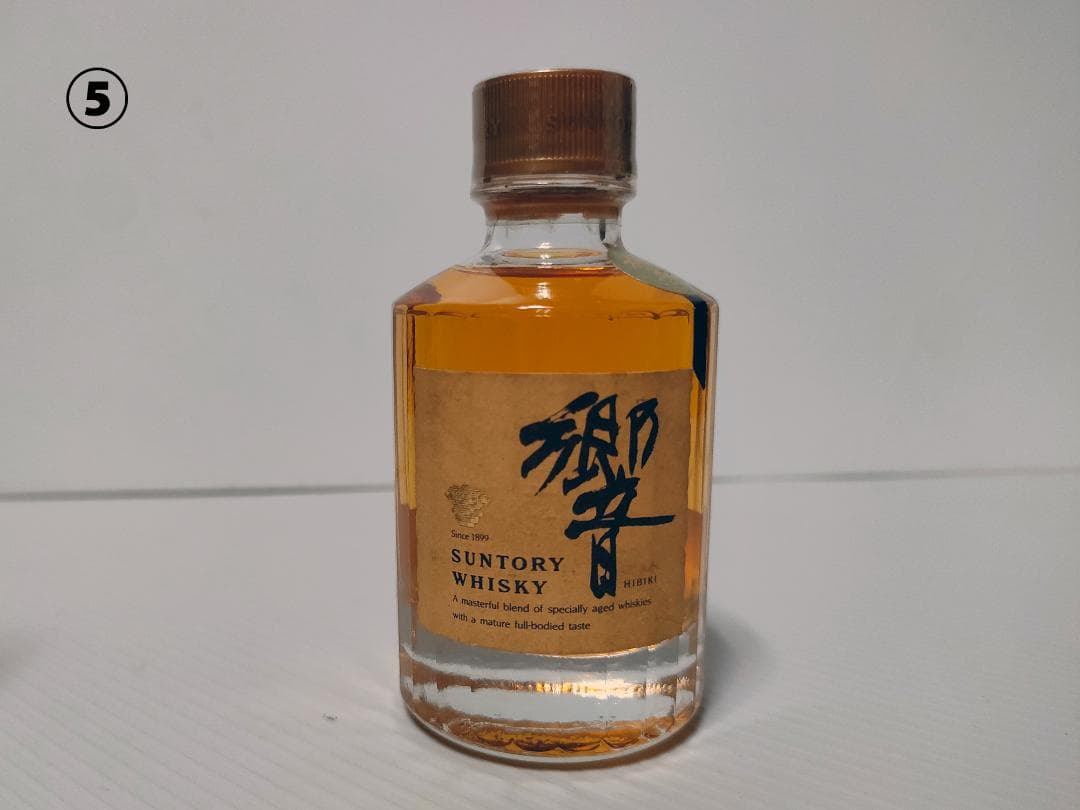 ⑤
響
Since 1899
SUNTORY
WHISKY
HIBIKI
A masterful blend of specially aged whiskies
with a mature full-bodied taste